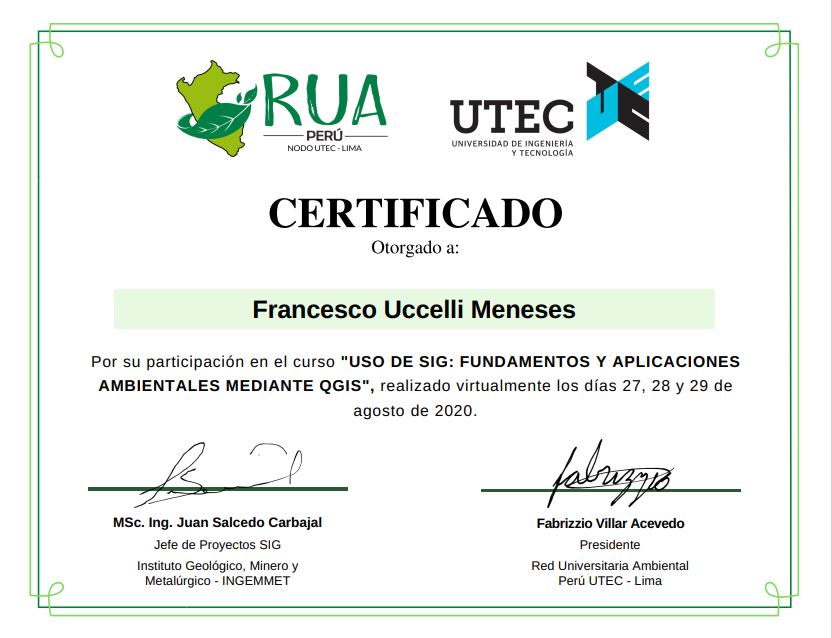 RUA
PERÚ
NODO UTEC - LIMA
UTEC
UNIVERSIDAD DE INGENIERÍA
Y TECNOLOGÍA
UTEC
CERTIFICADO
Otorgado a:
Francesco Uccelli Meneses
Por su participación en el curso "USO DE SIG: FUNDAMENTOS Y APLICACIONES
AMBIENTALES MEDIANTE QGIS", realizado virtualmente los días 27, 28 y 29 de
agosto de 2020.
fabrizzio
MSc. Ing. Juan Salcedo Carbajal
Jefe de Proyectos SIG
Instituto Geológico, Minero y
Metalúrgico - INGEMMET
Fabrizzio Villar Acevedo
Presidente
Red Universitaria Ambiental
Perú UTEC - Lima